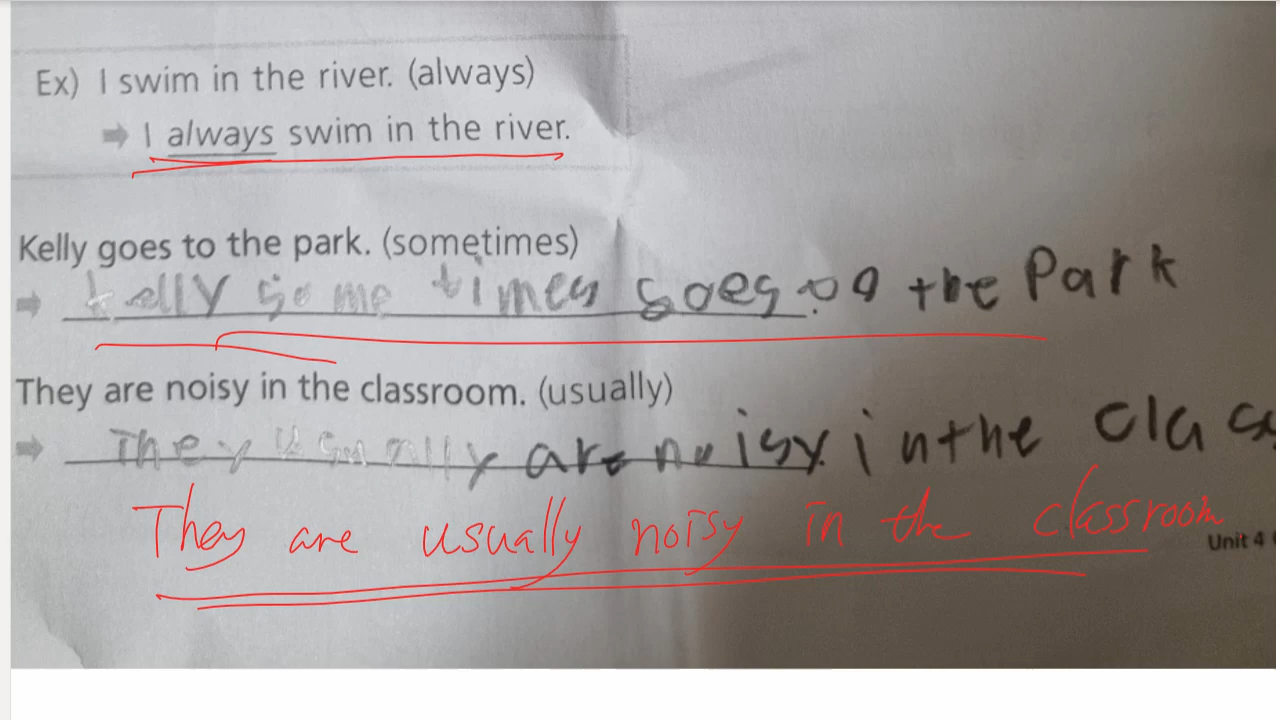 Ex) I swim in the river. (always)
➡ I always swim in the river.
Kelly goes to the park. (sometimes)
➡ kelly some times goes to the Park
They are noisy in the classroom. (usually)
➡ They usually are noisy. in the clas
They are usually noisy in the classroom
Unit 4